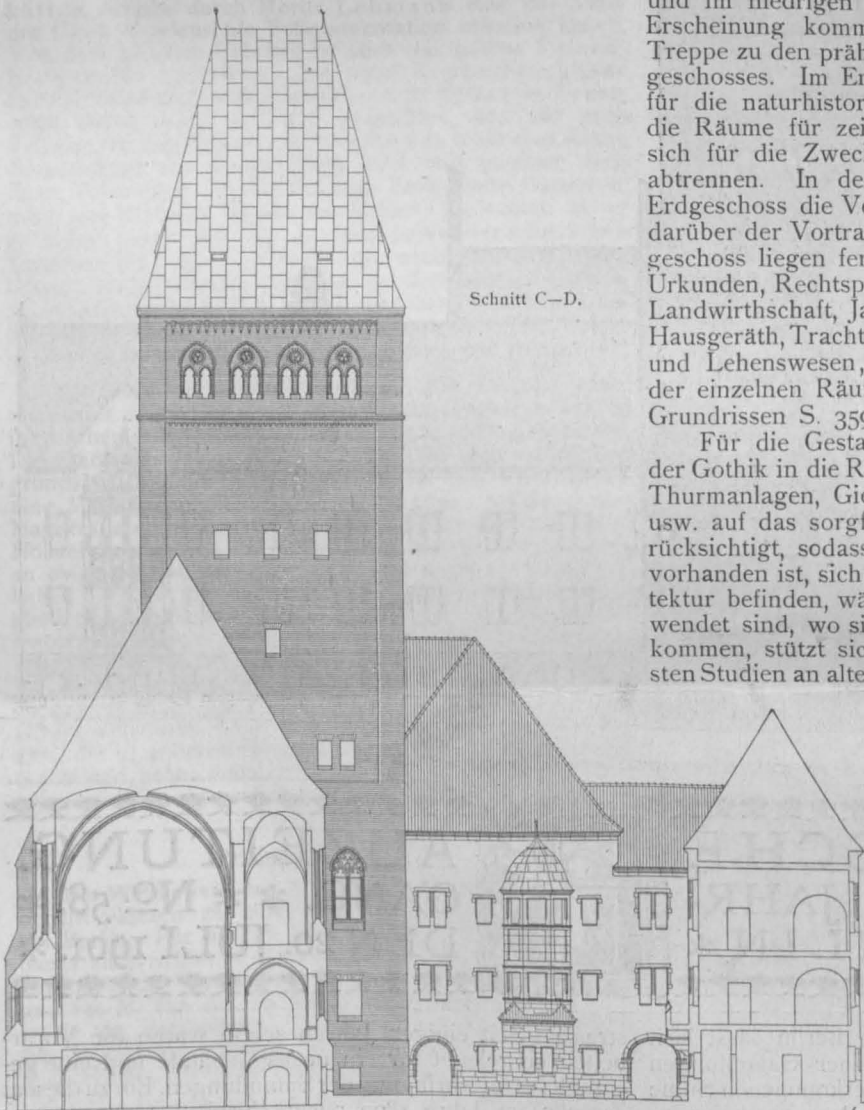 und im niedrigen
Erscheinung komm
Treppe zu den präh
geschosses. Im Er
für die naturhistor
die Räume für zei
sich für die Zwec
abtrennen. In de
Erdgeschoss die Vo
darüber der Vortra
geschoss liegen fer
Urkunden, Rechtsp
Landwirthschaft, Ja
Hausgeräth, Tracht
und Lehenswesen,
der einzelnen Räu
Grundrissen S. 359
Für die Gesta
der Gothik in die R
Thurmanlagen, Gie
usw. auf das sorgf
rücksichtigt, sodass
vorhanden ist, sich
tektur befinden, wä
wendet sind, wo si
kommen, stützt sic
sten Studien an alte
Schnitt C—D.